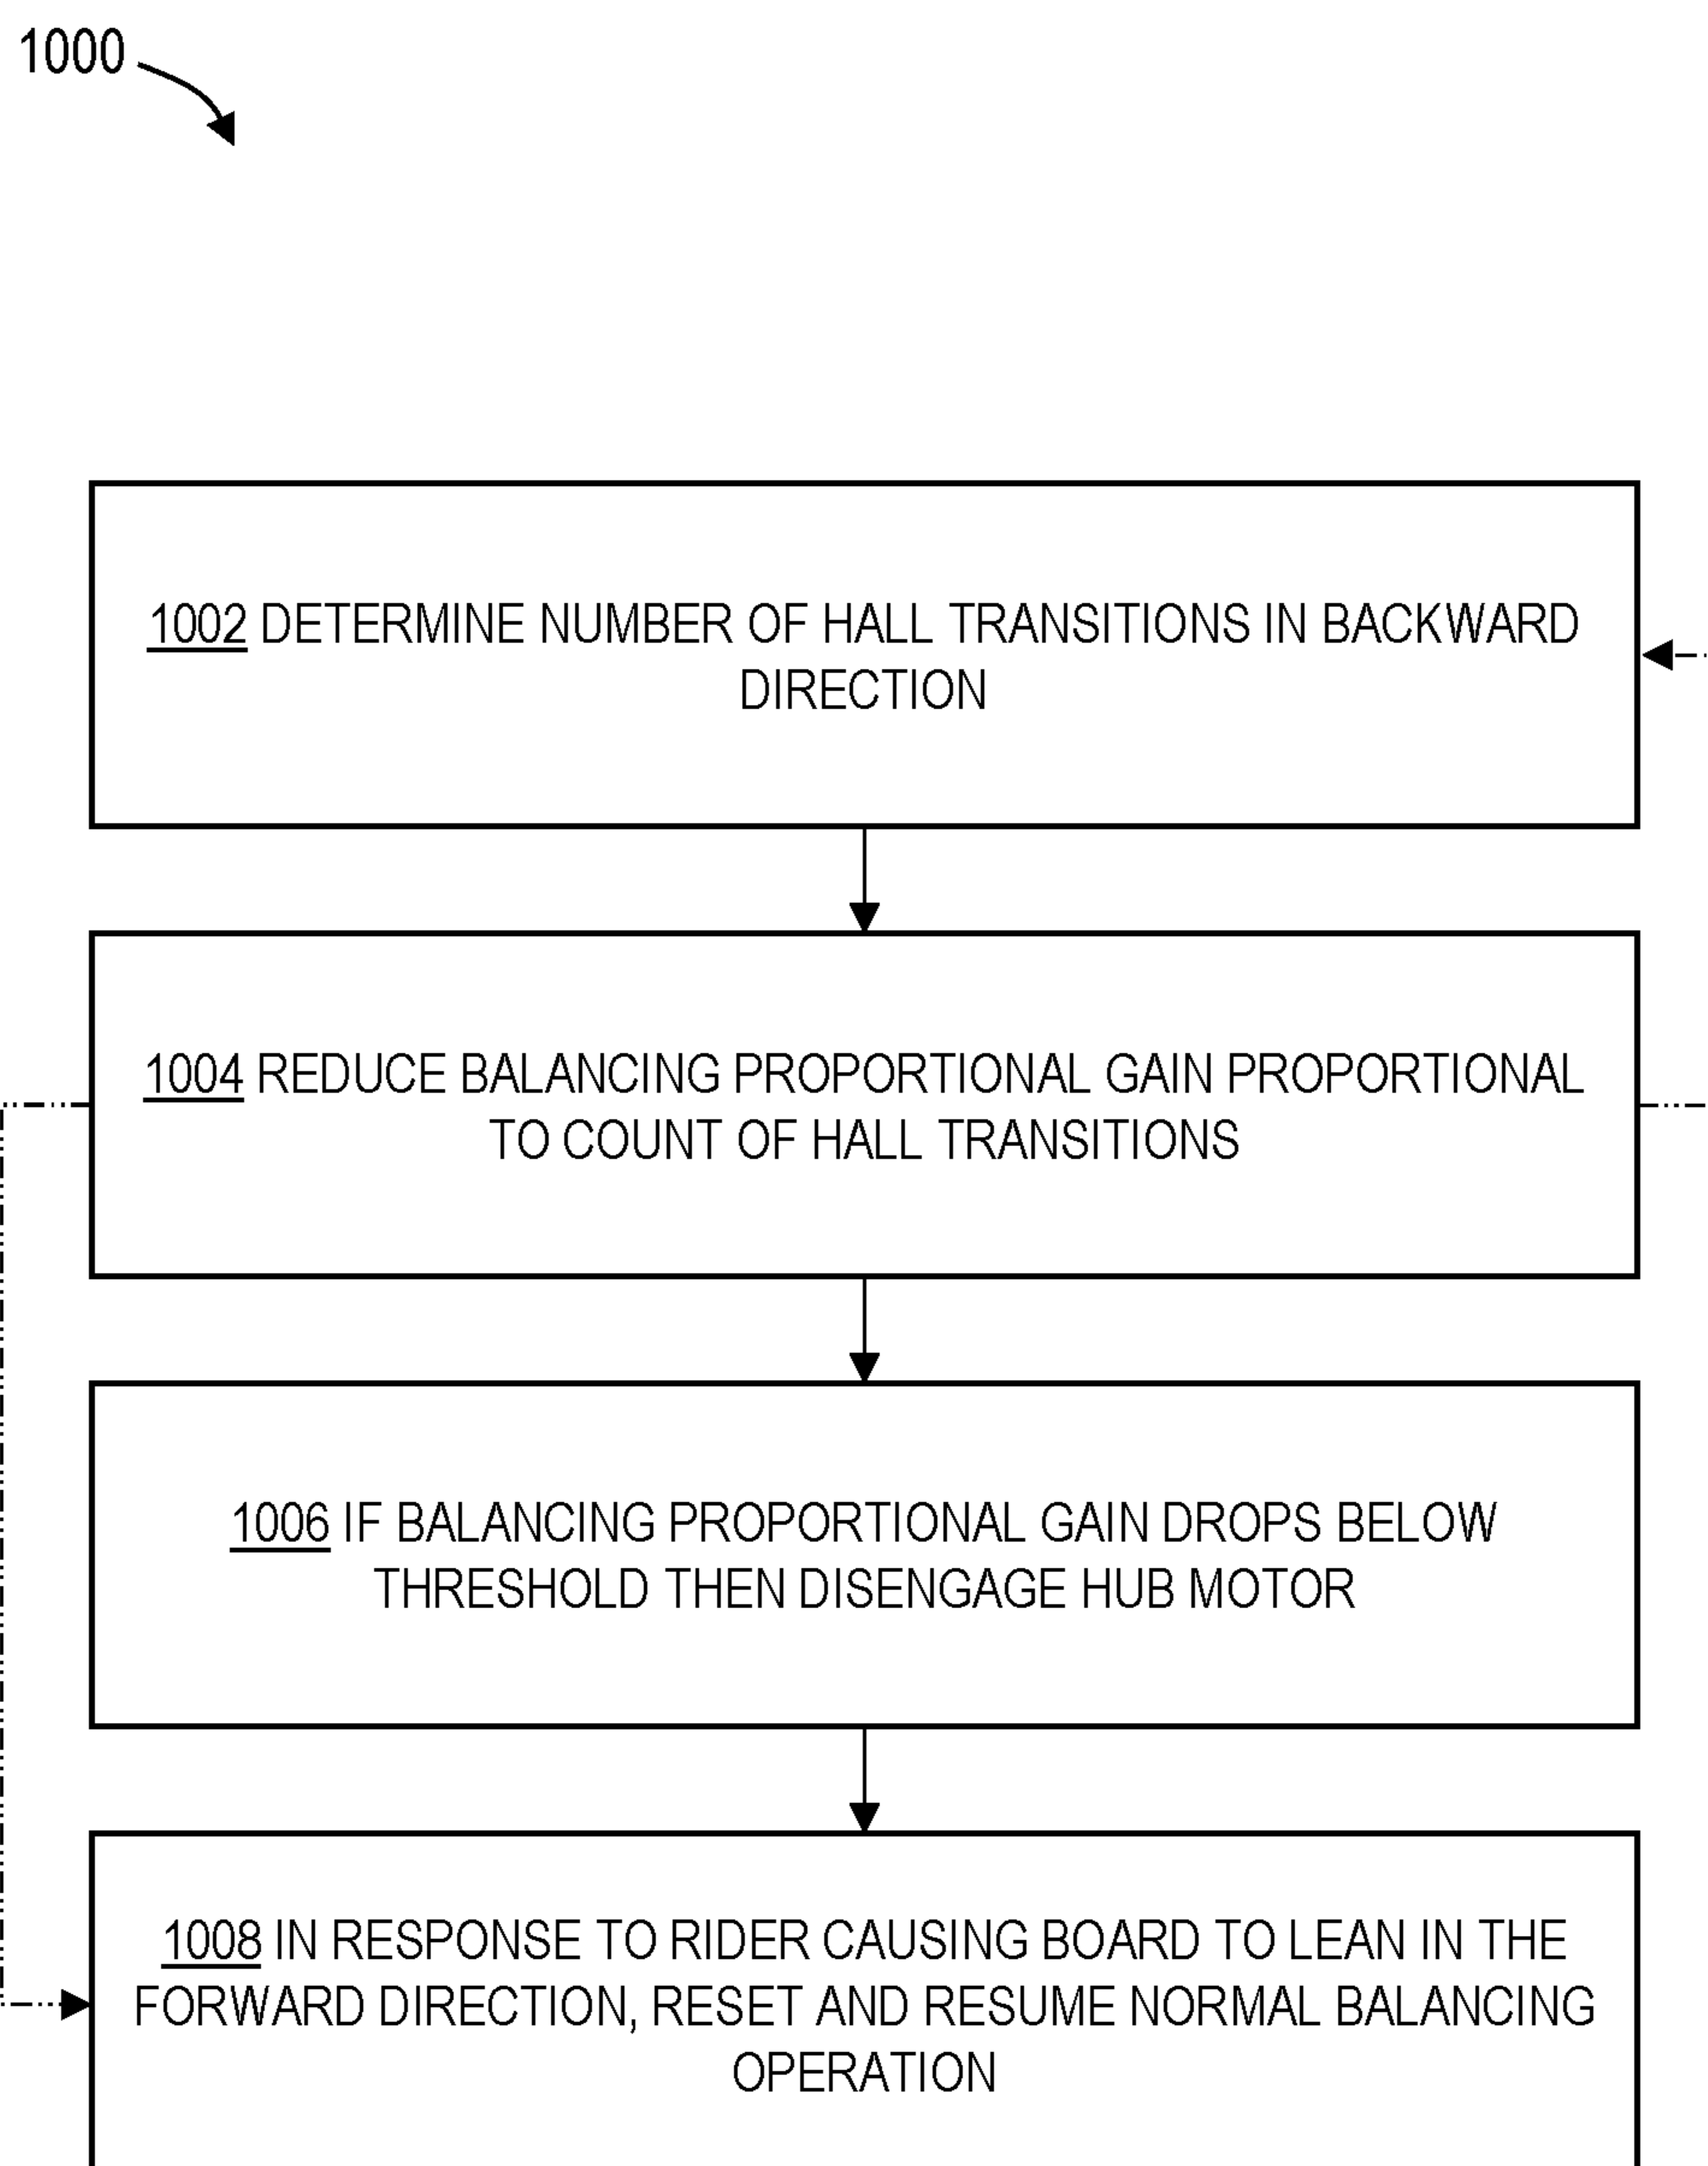 1000
1002 DETERMINE NUMBER OF HALL TRANSITIONS IN BACKWARD
DIRECTION
1004 REDUCE BALANCING PROPORTIONAL GAIN PROPORTIONAL
TO COUNT OF HALL TRANSITIONS
1006 IF BALANCING PROPORTIONAL GAIN DROPS BELOW
THRESHOLD THEN DISENGAGE HUB MOTOR
1008 IN RESPONSE TO RIDER CAUSING BOARD TO LEAN IN THE
FORWARD DIRECTION, RESET AND RESUME NORMAL BALANCING
OPERATION